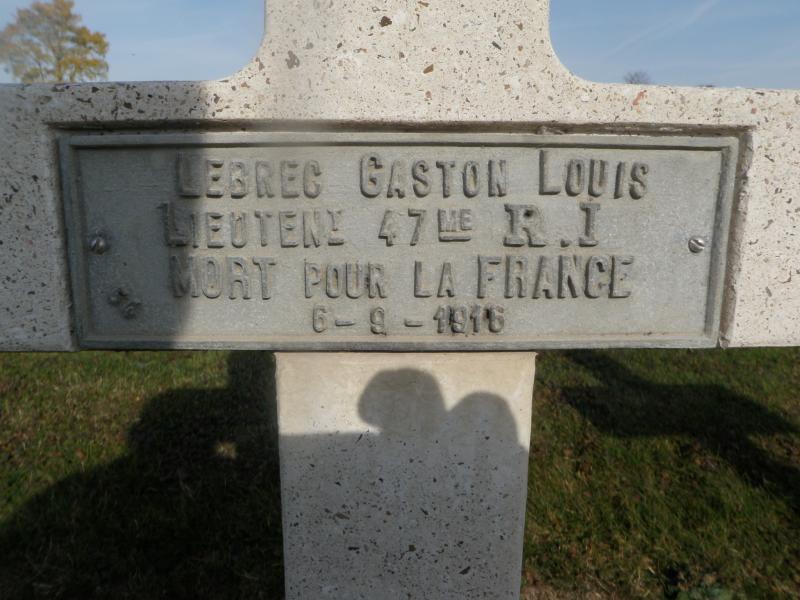 LEBREC GASTON LOUIS
LIEUTENT 47ME R.I
MORT POUR LA FRANCE
6-9-1916